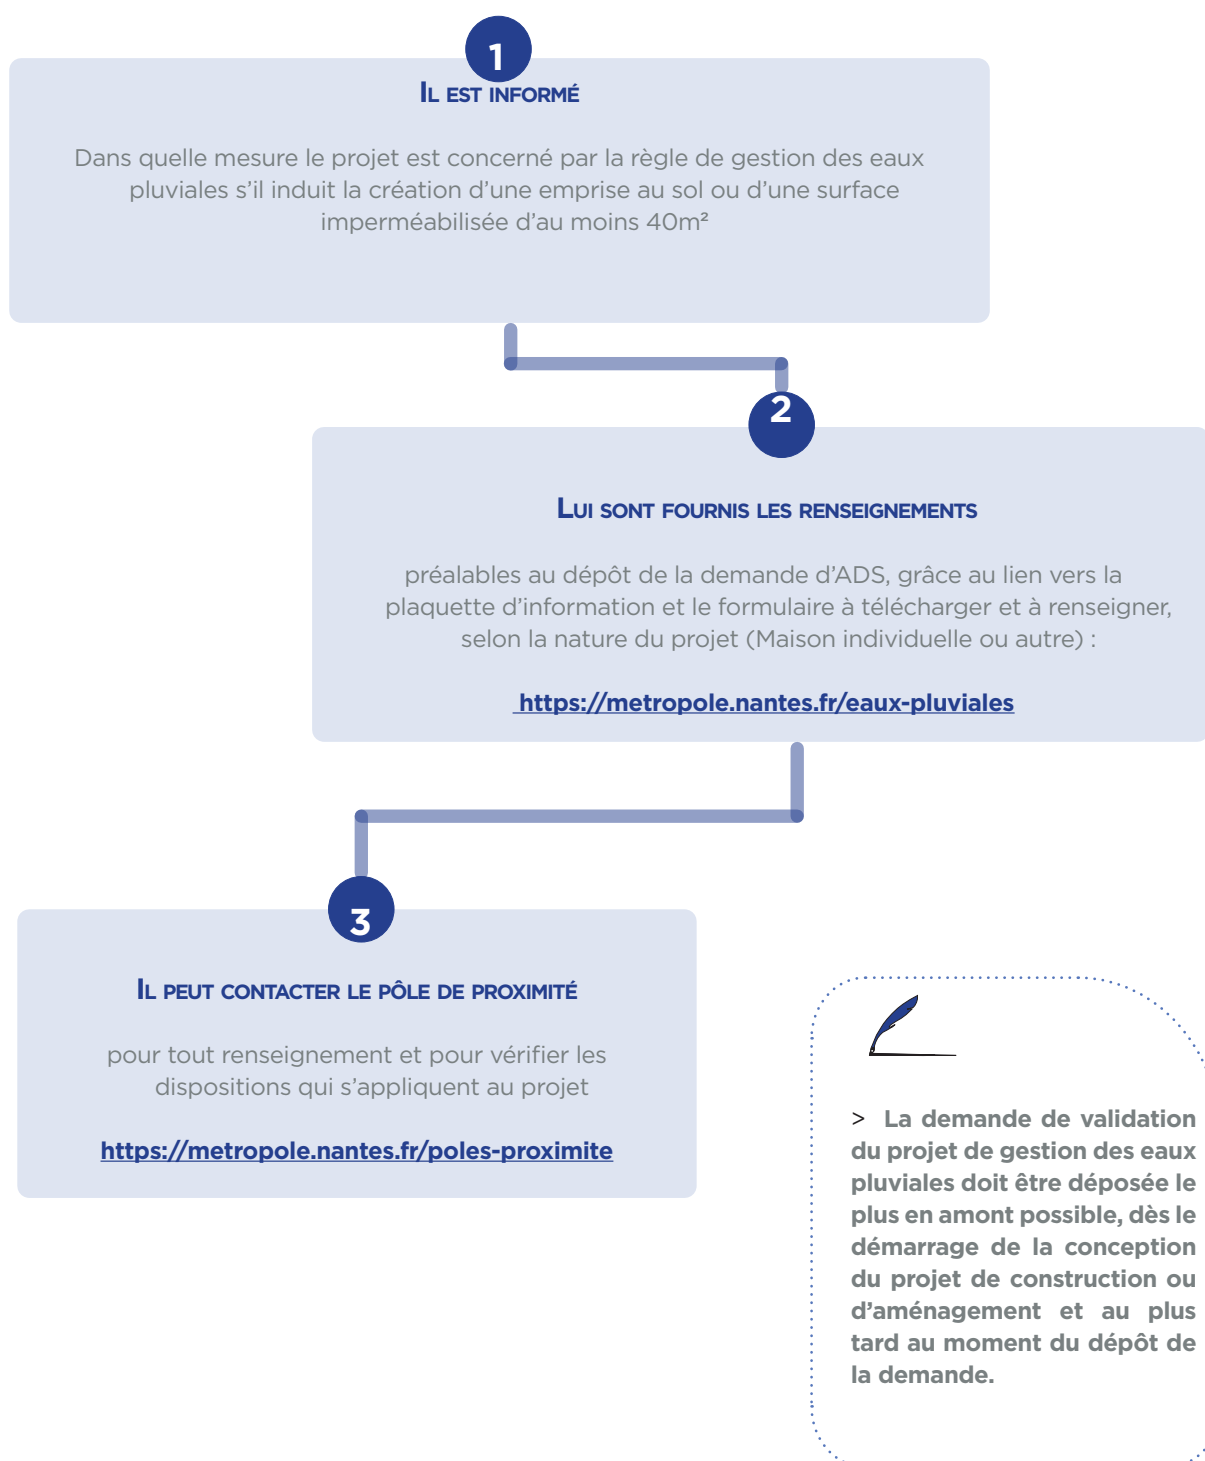 1
Il est informé
Dans quelle mesure le projet est concerné par la règle de gestion des eaux
pluviales s’il induit la création d’une emprise au sol ou d’une surface
imperméabilisée d’au moins 40m²
2
Lui sont fournis les renseignements
préalables au dépôt de la demande d’ADS, grâce au lien vers la
plaquette d’information et le formulaire à télécharger et à renseigner,
selon la nature du projet (Maison individuelle ou autre) :
https://metropole.nantes.fr/eaux-pluviales
3
Il peut contacter le pôle de proximité
pour tout renseignement et pour vérifier les
dispositions qui s’appliquent au projet
https://metropole.nantes.fr/poles-proximite
> La demande de validation
du projet de gestion des eaux
pluviales doit être déposée le
plus en amont possible, dès le
démarrage de la conception
du projet de construction ou
d’aménagement et au plus
tard au moment du dépôt de
la demande.